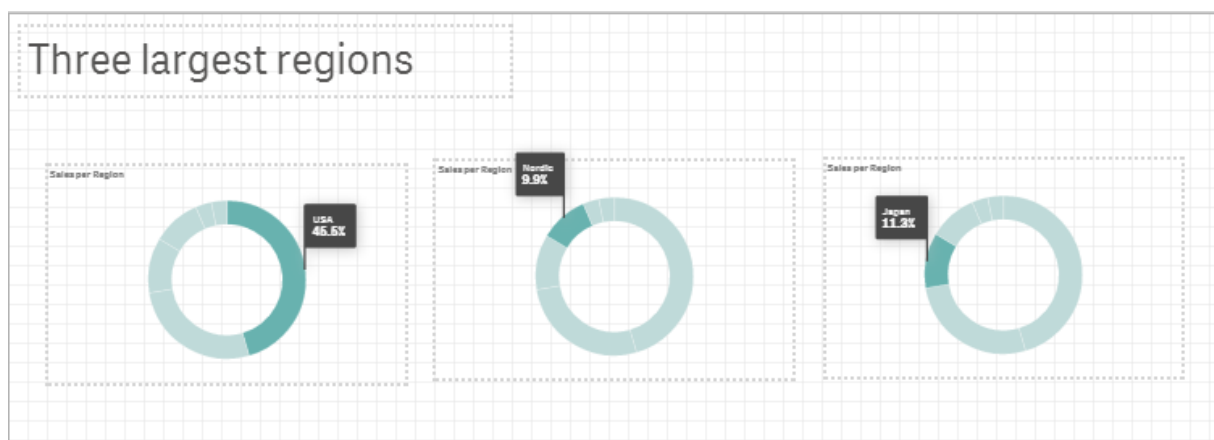 Three largest regions
Sales per Region
USA
45.5%
Sales per Region
Nordic
9.9%
Sales per Region
Japan
11.3%